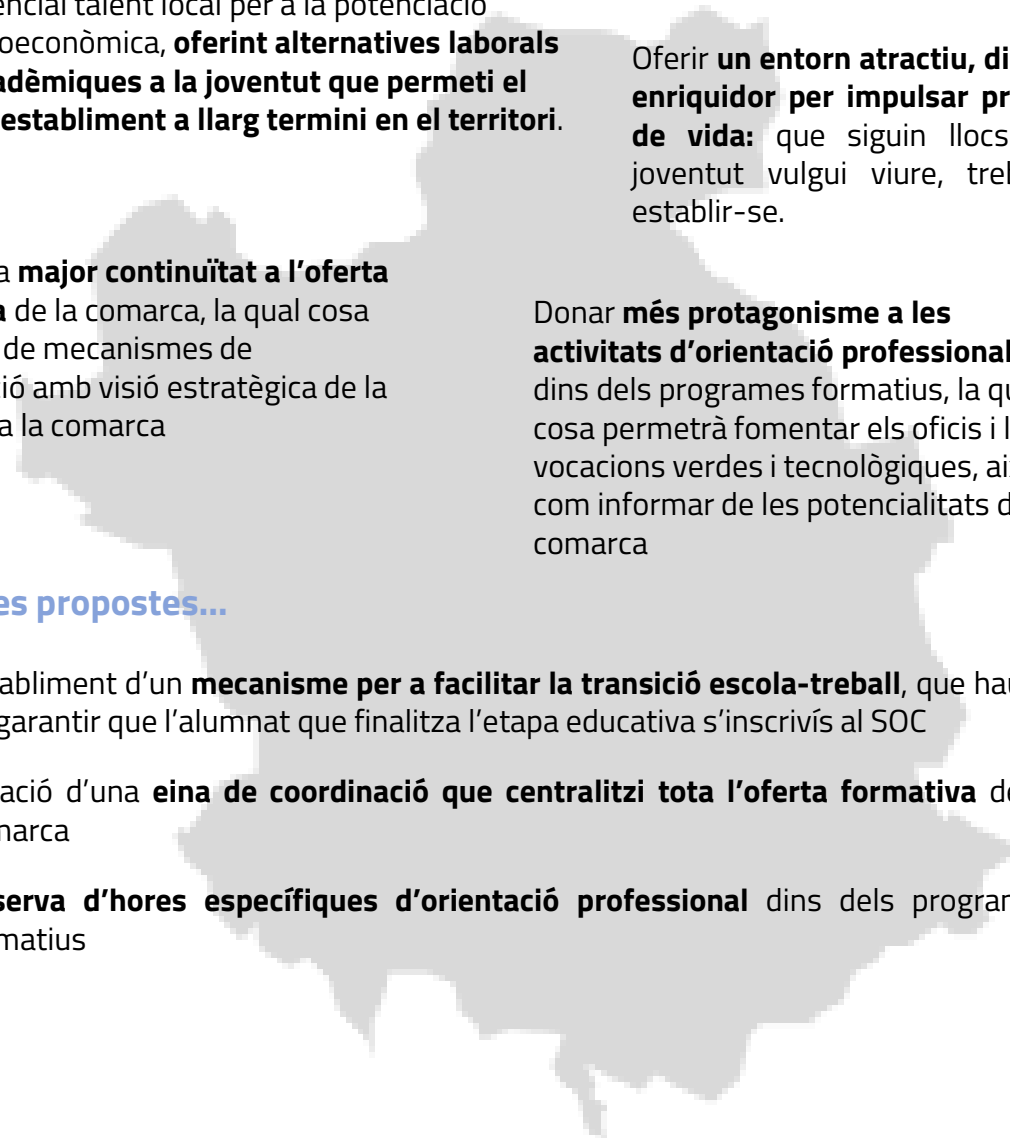 encial talent local per a la potenciació
oeconòmica, oferint alternatives laborals
adèmiques a la joventut que permeti el
establiment a llarg termini en el territori.
Oferir un entorn atractiu, di
enriquidor per impulsar pr
de vida: que siguin llocs
joventut vulgui viure, treb
establir-se.
a major continuïtat a l’oferta
a de la comarca, la qual cosa
de mecanismes de
ció amb visió estratègica de la
a la comarca
Donar més protagonisme a les
activitats d’orientació professional
dins dels programes formatius, la qu
cosa permetrà fomentar els oficis i l
vocacions verdes i tecnològiques, aix
com informar de les potencialitats d
comarca
es propostes...
abliment d’un mecanisme per a facilitar la transició escola-treball, que hau
garantir que l’alumnat que finalitza l’etapa educativa s’inscrivís al SOC
ació d’una eina de coordinació que centralitzi tota l’oferta formativa de
marca
serva d’hores específiques d’orientació professional dins dels program
matius